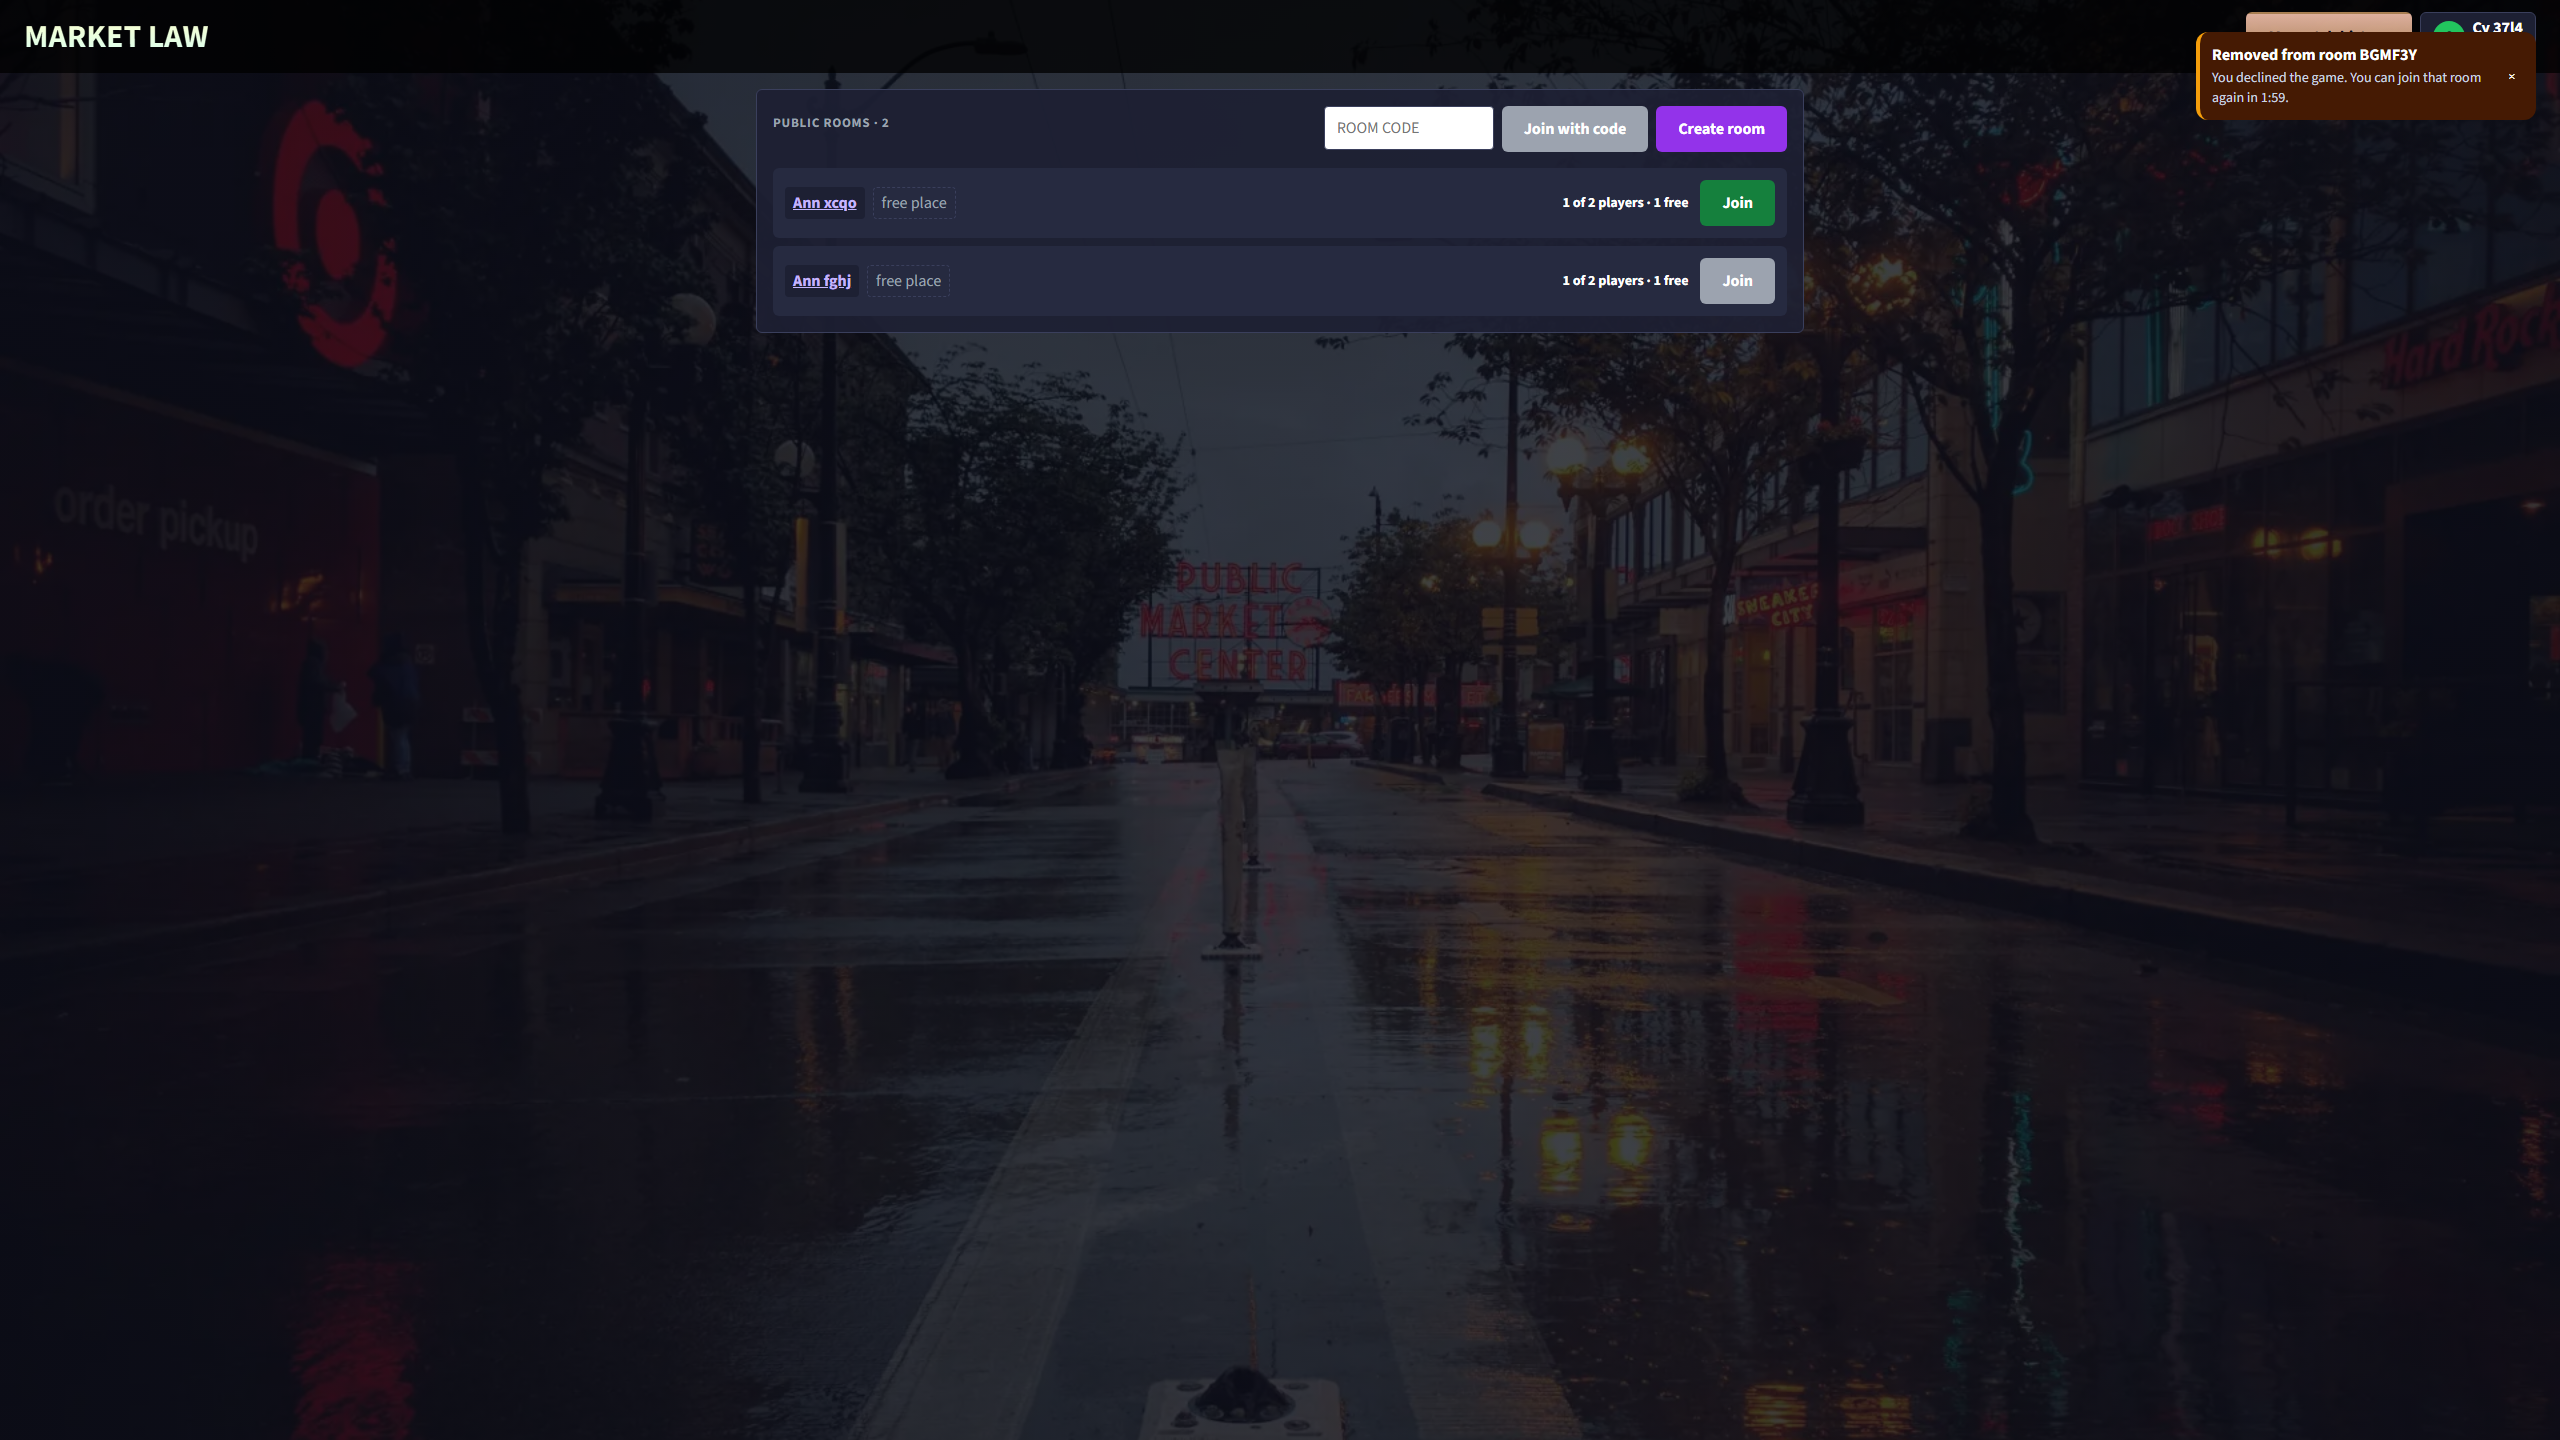 MARKET LAW
Cy 37l4
Removed from room BGMF3Y
You declined the game. You can join that room
again in 1:59.
×
PUBLIC ROOMS · 2
ROOM CODE
Join with code
Create room
Ann xcqo
free place
1 of 2 players · 1 free
Join
Ann fghj
free place
1 of 2 players · 1 free
Join
Hard Rock
order pickup
PUBLIC
MARKET
CENTER
SNEAKER
CITY